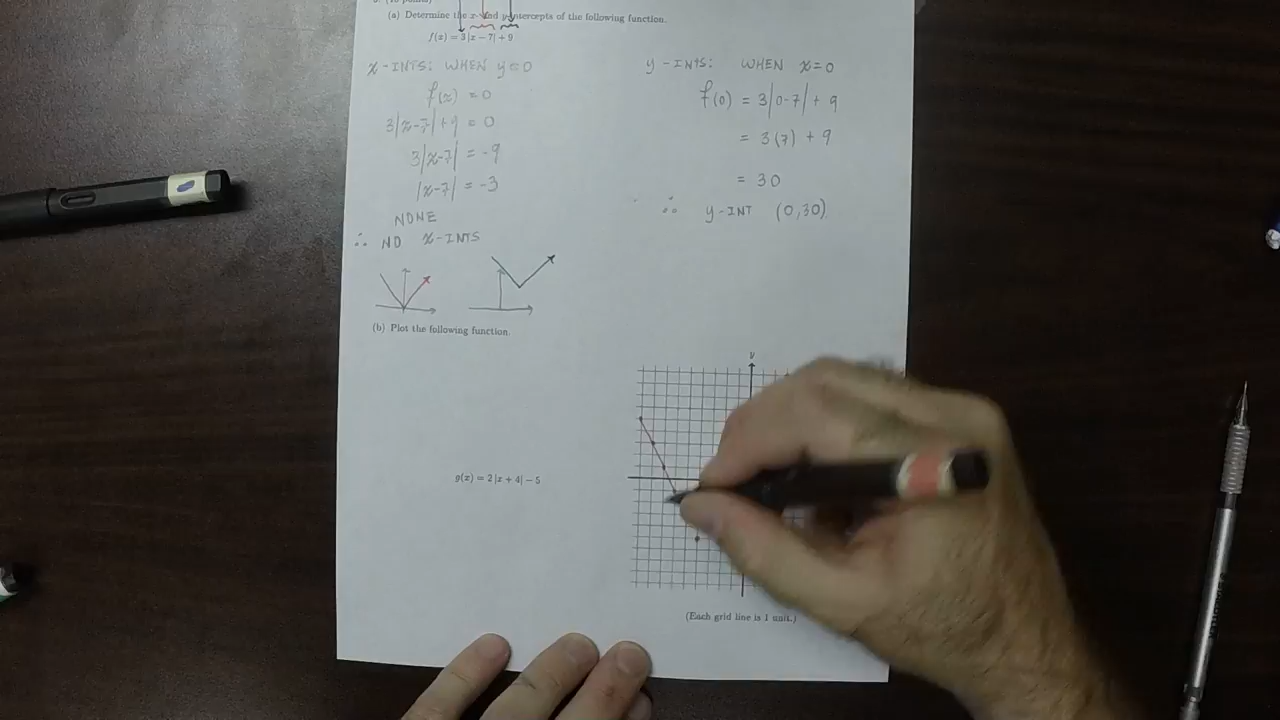 (a) Determine the x- and y-intercepts of the following function.
f(x) = 3|x − 7| + 9
x-INTS: WHEN y=0
f(x) = 0
3|x-7| + 9 = 0
3|x-7| = -9
|x-7| = -3
NONE
∴ NO x-INTS
y-INTS: WHEN x=0
f(0) = 3|0-7| + 9
= 3(7) + 9
= 30
∴ y-INT (0,30).
(b) Plot the following function.
y
g(x) = 2|x + 4| − 5
(Each grid line is 1 unit.)